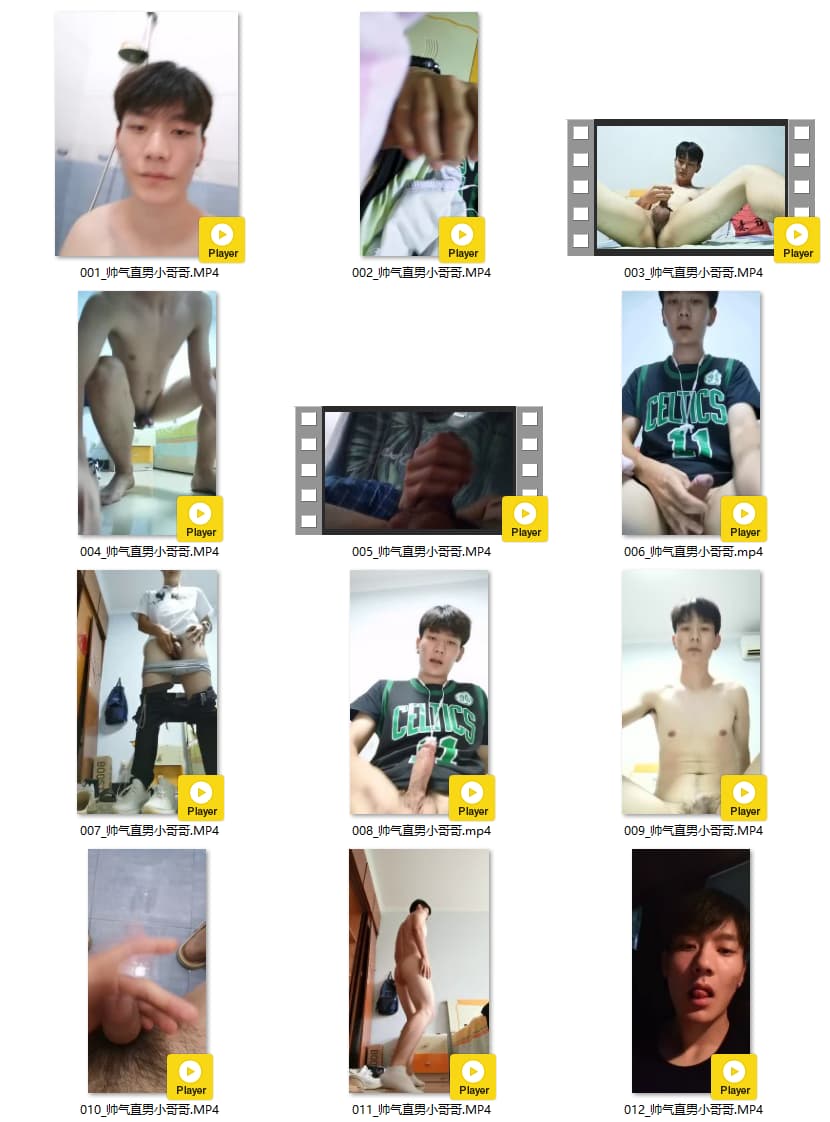 Player
001_帅气直男小哥哥.MP4
Player
002_帅气直男小哥哥.MP4
Player
003_帅气直男小哥哥.MP4
Player
004_帅气直男小哥哥.MP4
Player
005_帅气直男小哥哥.MP4
CELTICS
11
Player
006_帅气直男小哥哥.mp4
Player
007_帅气直男小哥哥.MP4
CELTICS
Player
008_帅气直男小哥哥.mp4
Player
009_帅气直男小哥哥.MP4
Player
010_帅气直男小哥哥.MP4
Player
011_帅气直男小哥哥.MP4
Player
012_帅气直男小哥哥.MP4